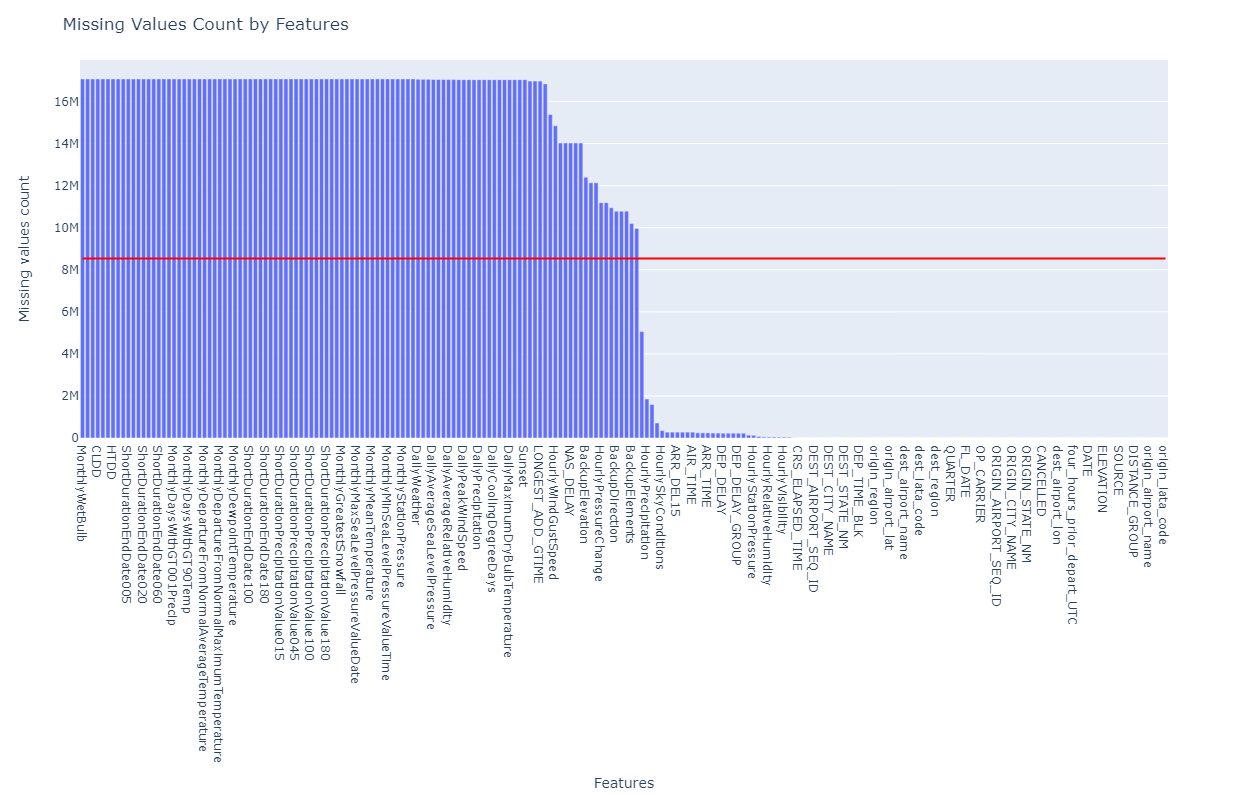 Missing Values Count by Features
Missing values count
16M
14M
12M
10M
8M
6M
4M
2M
0
MonthlyWetBulb
CLDD
HTDD
ShortDurationEndDate005
ShortDurationEndDate020
ShortDurationEndDate060
MonthlyDaysWithGT001Precip
MonthlyDaysWithGT90Temp
MonthlyDepartureFromNormalAverageTemperature
MonthlyDepartureFromNormalMaximumTemperature
MonthlyDewpointTemperature
ShortDurationEndDate100
ShortDurationEndDate180
ShortDurationPrecipitationValue015
ShortDurationPrecipitationValue045
ShortDurationPrecipitationValue100
ShortDurationPrecipitationValue180
MonthlyGreatestSnowfall
MonthlyMaxSeaLevelPressureValueDate
MonthlyMeanTemperature
MonthlyMinSeaLevelPressureValueTime
MonthlyStationPressure
DailyWeather
DailyAverageSeaLevelPressure
DailyAverageRelativeHumidity
DailyPeakWindSpeed
DailyPrecipitation
DailyCoolingDegreeDays
DailyMaximumDryBulbTemperature
Sunset
LONGEST_ADD_GTIME
HourlyWindGustSpeed
NAS_DELAY
BackupElevation
HourlyPressureChange
BackupDirection
BackupElements
HourlyPrecipitation
HourlySkyConditions
ARR_DEL15
AIR_TIME
ARR_TIME
DEP_DELAY
DEP_DELAY_GROUP
HourlyStationPressure
HourlyRelativeHumidity
HourlyVisibility
CRS_ELAPSED_TIME
DEST_AIRPORT_SEQ_ID
DEST_CITY_NAME
DEST_STATE_NM
DEP_TIME_BLK
origin_region
origin_airport_lat
dest_airport_name
dest_iata_code
dest_region
QUARTER
FL_DATE
OP_CARRIER
ORIGIN_AIRPORT_SEQ_ID
ORIGIN_CITY_NAME
ORIGIN_STATE_NM
CANCELLED
dest_airport_lon
four_hours_prior_depart_UTC
DATE
ELEVATION
SOURCE
DISTANCE_GROUP
origin_airport_name
origin_iata_code
Features